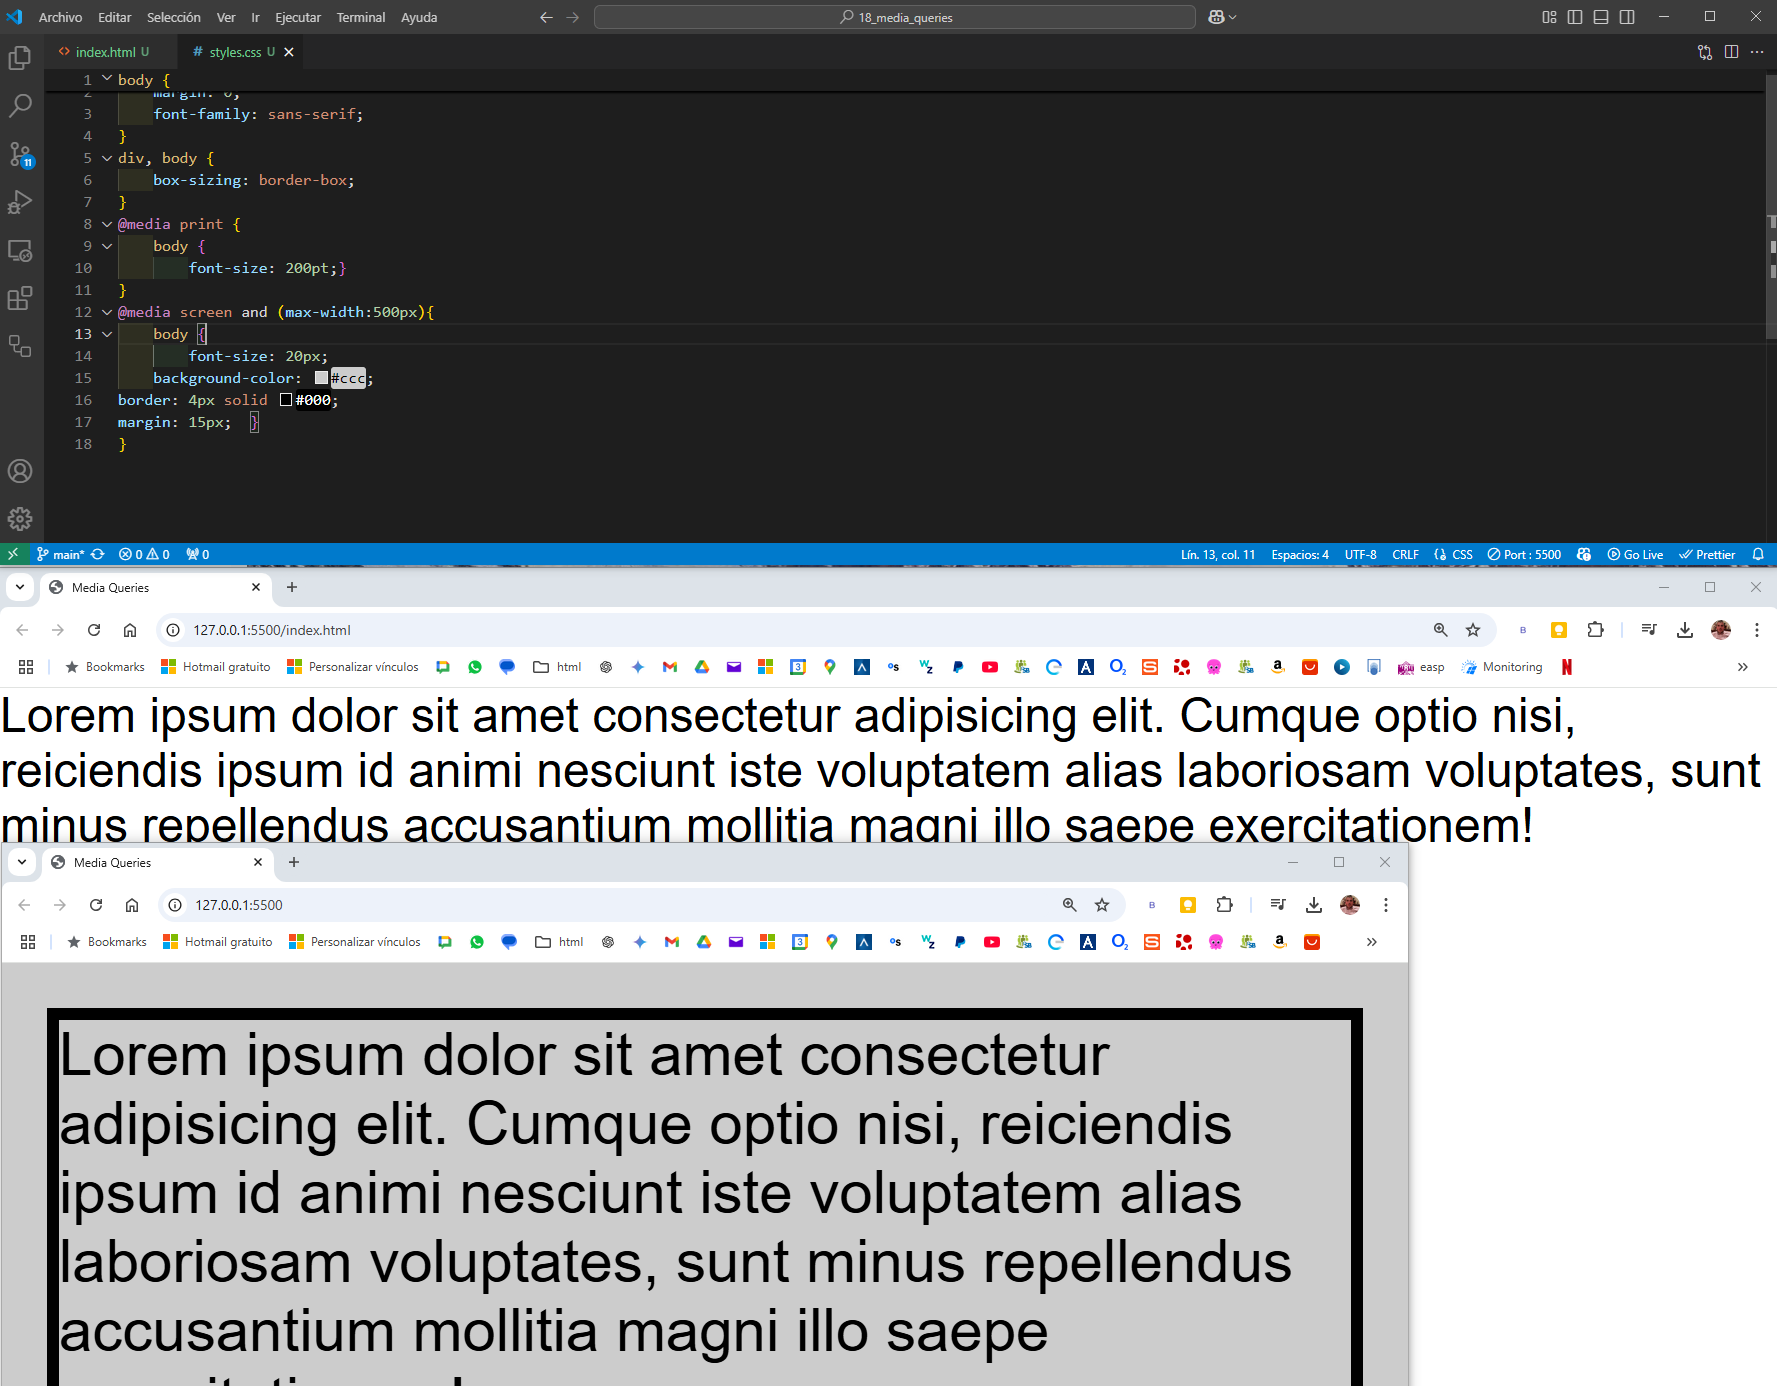 Archivo Editar Selección Ver Ir Ejecutar Terminal Ayuda 18_media_queries
index.html U # styles.css U
1 body {
2 margin: 0;
3 font-family: sans-serif;
4 }
5 div, body {
6 box-sizing: border-box;
7 }
8 @media print {
9 body {
10 font-size: 200pt;}
11 }
12 @media screen and (max-width:500px){
13 body {
14 font-size: 20px;
15 background-color: #ccc;
16 border: 4px solid #000;
17 margin: 15px; }
18 }
11
main* 0 0 0 Lín. 13, col. 11 Espacios: 4 UTF-8 CRLF CSS Port : 5500 Go Live Prettier
Media Queries
127.0.0.1:5500/index.html
Bookmarks Hotmail gratuito Personalizar vínculos html easp Monitoring
Lorem ipsum dolor sit amet consectetur adipisicing elit. Cumque optio nisi,
reiciendis ipsum id animi nesciunt iste voluptatem alias laboriosam voluptates, sunt
minus repellendus accusantium mollitia magni illo saepe exercitationem!
Media Queries
127.0.0.1:5500
Bookmarks Hotmail gratuito Personalizar vínculos html
Lorem ipsum dolor sit amet consectetur
adipisicing elit. Cumque optio nisi, reiciendis
ipsum id animi nesciunt iste voluptatem alias
laboriosam voluptates, sunt minus repellendus
accusantium mollitia magni illo saepe